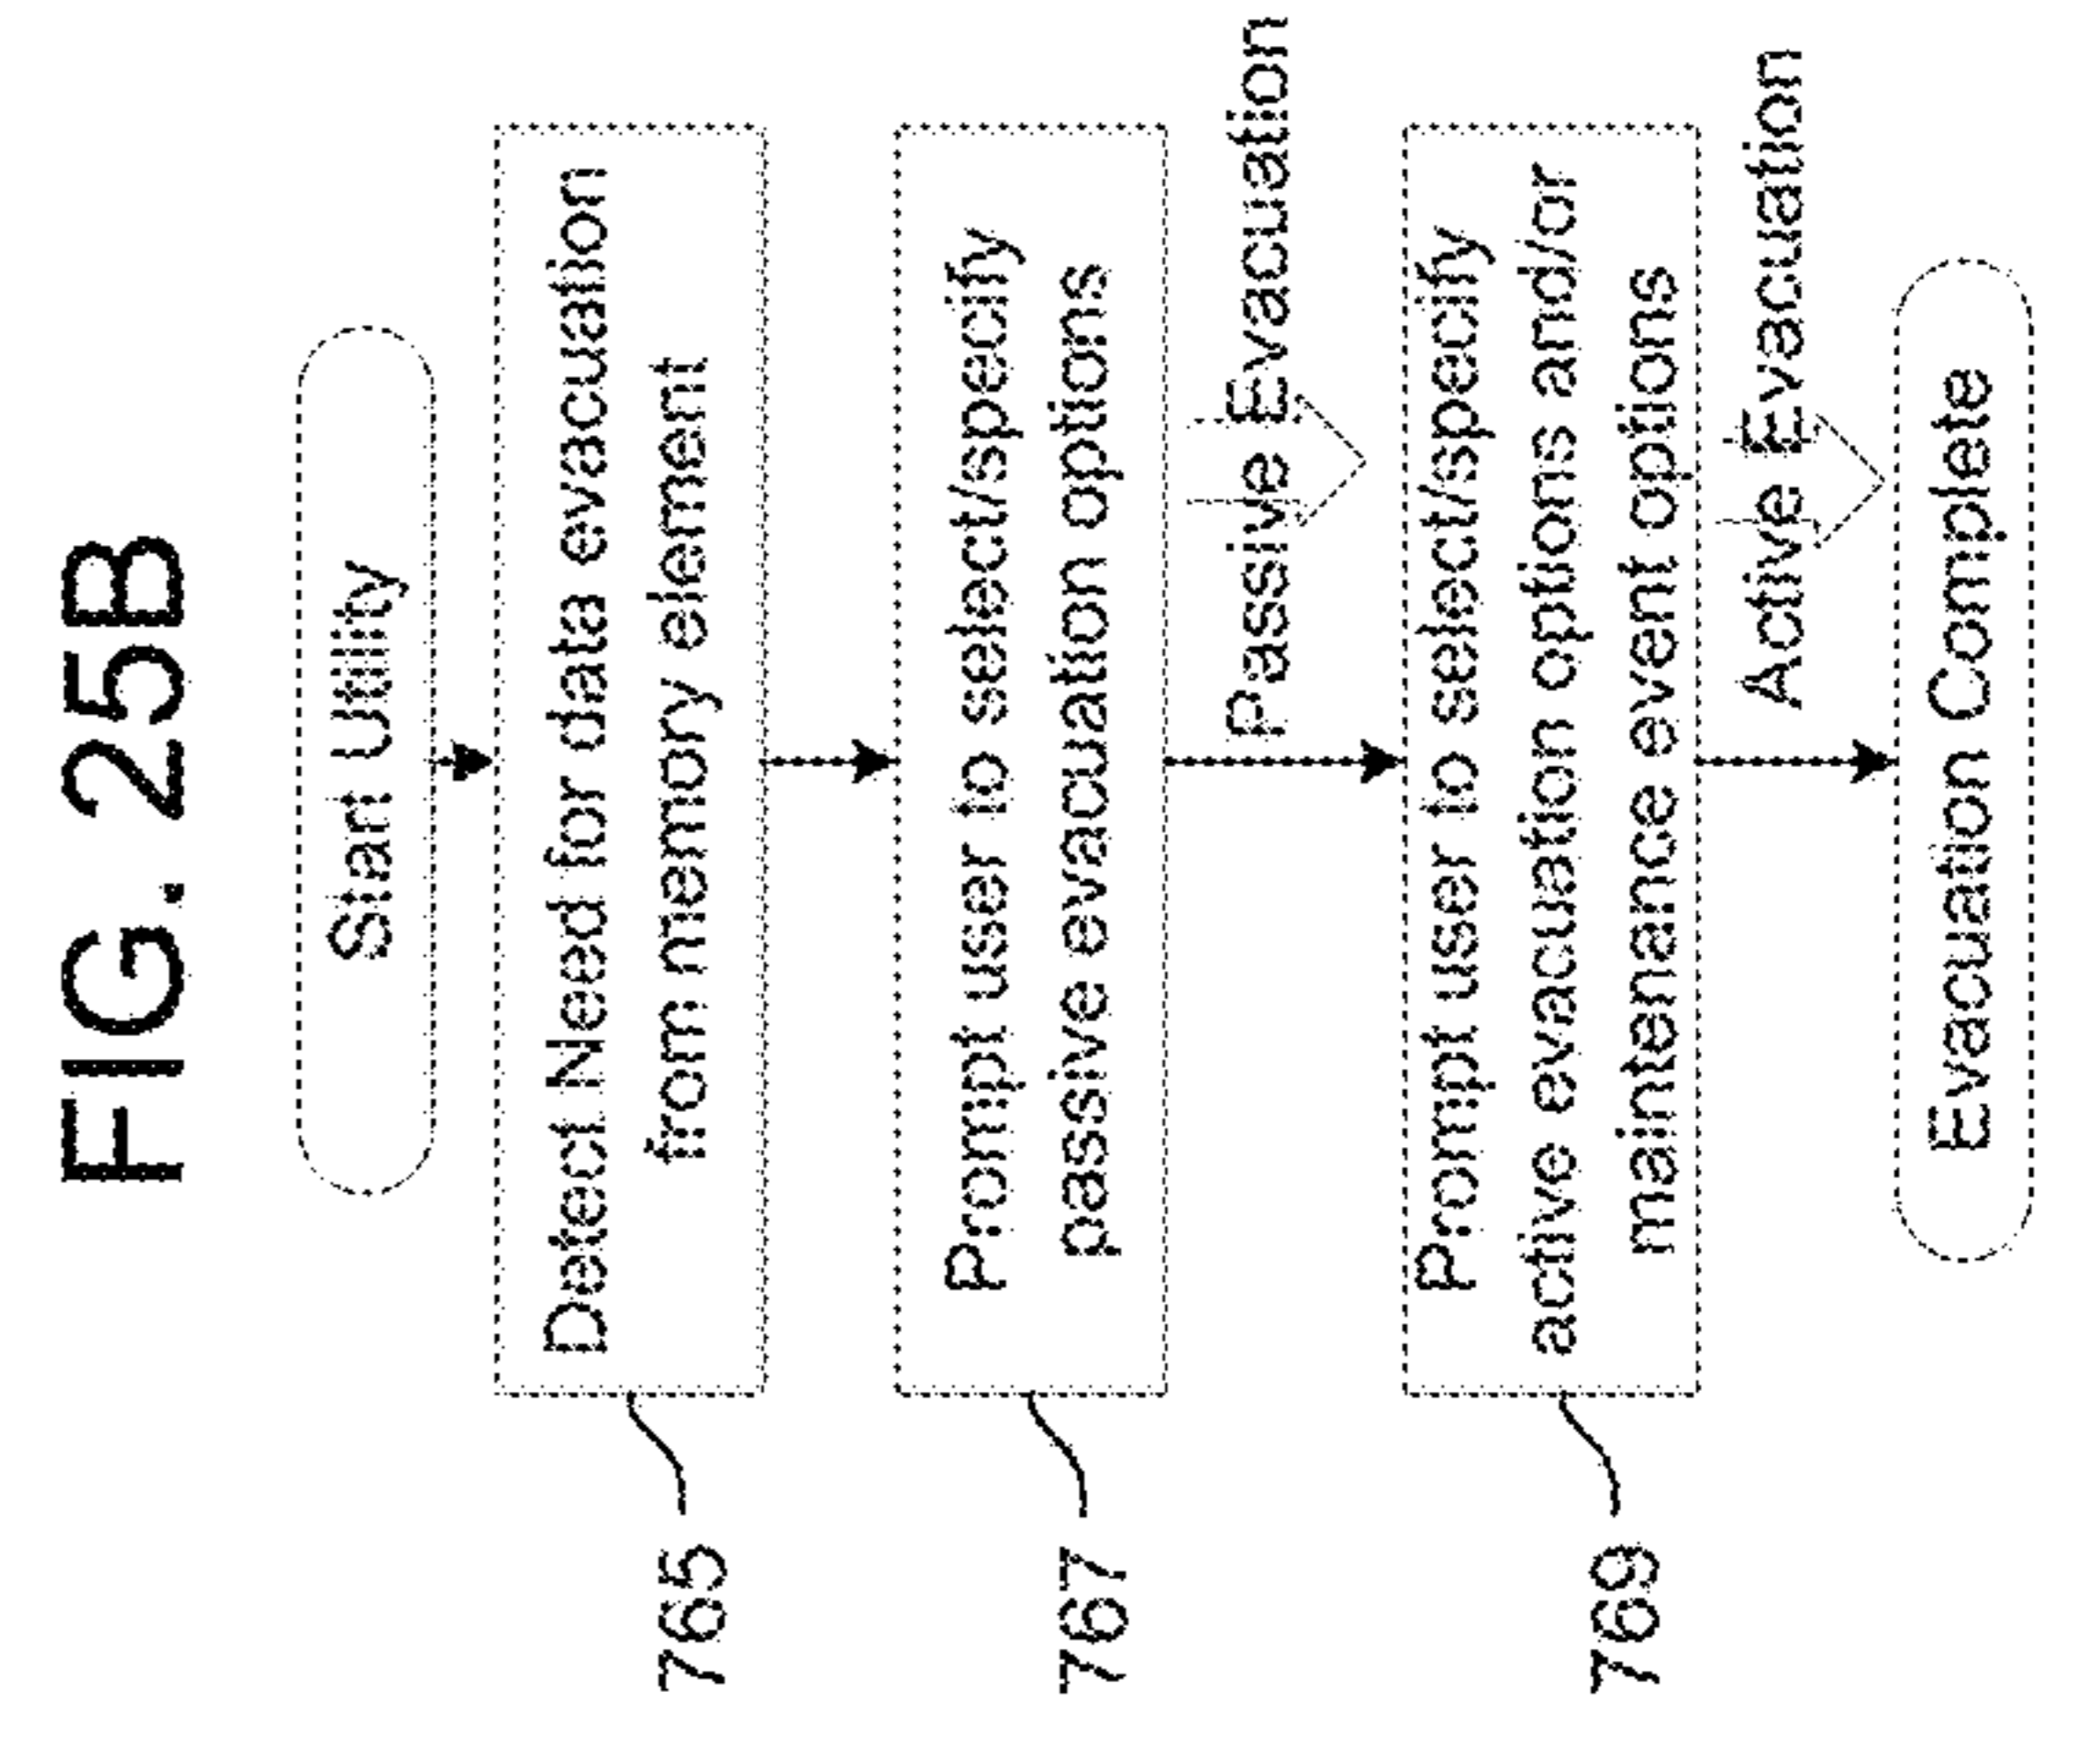 FIG. 25B
Start Utility
Detect Need for data evacuation
from memory element
765
Prompt user to select/specify
passive evacuation options
767
Passive Evacuation
Prompt user to select/specify
active evacuation options and/or
maintenance event options
769
Active Evacuation
Evacuation Complete